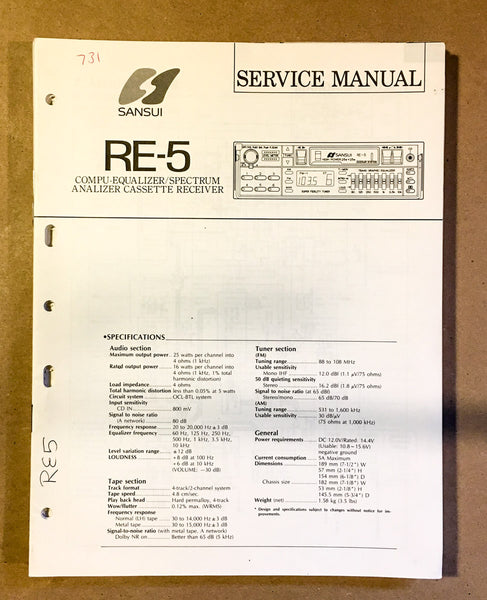 731
SERVICE MANUAL
SANSUI
RE-5
COMPU-EQUALIZER/SPECTRUM
ANALIZER CASSETTE RECEIVER
SANSUI RE-5
103.5 6
SUPER FIDELITY TUNER
•SPECIFICATIONS
Audio section
Maximum output power .. 25 watts per channel into
4 ohms (1 kHz)
Rated output power ....... 16 watts per channel into
4 ohms (1 kHz, 1% total
harmonic distortion)
Load impedance .............. 4 ohms
Total harmonic distortion less than 0.05% at 5 watts
Circuit system .................. OCL-BTL system
Input sensitivity
CD IN ........................... 800 mV
Signal to noise ratio
(A network) .................. 80 dB
Frequency response ........ 20 to 20,000 Hz ± 3 dB
Equalizer frequency ........ 60 Hz, 125 Hz, 250 Hz,
500 Hz, 1 kHz, 3.5 kHz,
10 kHz
Level variation range ...... ±12 dB
LOUDNESS ..................... +8 dB at 100 Hz
+6 dB at 10 kHz
(VOLUME: −30 dB)
Tape section
Track format .................... 4-track/2-channel system
Tape speed ....................... 4.8 cm/sec.
Play back head ................ Hard permalloy, 4-track
Wow/flutter ..................... 0.12% max. (WRMS)
Frequency response
Normal (LH) tape ......... 30 to 14,000 Hz ± 3 dB
Metal tape .................... 30 to 15,000 Hz ± 3 dB
Signal-to-noise ratio (with metal tape, A network)
Dolby NR on ................ Better than 65 dB (5 kHz)
Tuner section
(FM)
Tuning range .................... 88 to 108 MHz
Usable sensitivity
Mono IHF ..................... 12.0 dBf (1.1 µV/75 ohms)
50 dB quieting sensitivity
Stereo ........................... 16.2 dBf (1.8 µV/75 ohms)
Signal to noise ratio (at 65 dBf)
Stereo/mono ................ 65 dB/70 dB
(AM)
Tuning range .................... 531 to 1,600 kHz
Usable sensitivity ............ 30 dB/µV
(75 ohms at 1,000 kHz)
General
Power requirements ........ DC 12.0V/Rated: 14.4V
(Usable: 10.8 – 15.6V)
negative ground
Current consumption ...... 5A Maximum
Dimensions ...................... 189 mm (7-1/2") W
57 mm (2-1/4") H
154 mm (6-1/8") D
Chassis size .................. 182 mm (7-1/8") W
53 mm (2-1/8") H
145.5 mm (5-3/4") D
Weight (net) ..................... 1.58 kg (3.5 lbs)
* Design and specifications subject to changes without notice for im-
provements.
RE5